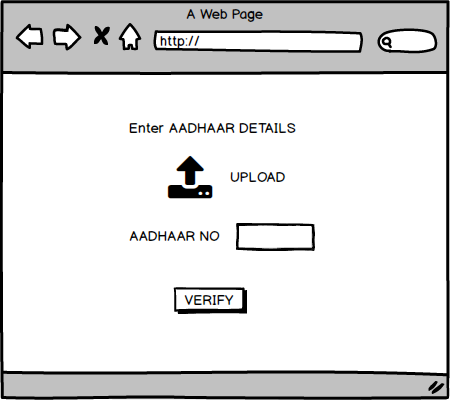 A Web Page
http://
Enter AADHAAR DETAILS
UPLOAD
AADHAAR NO
VERIFY